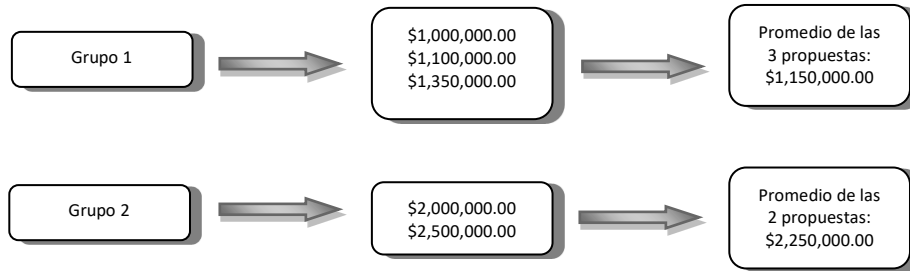 Grupo 1
$1,000,000.00
$1,100,000.00
$1,350,000.00
Promedio de las
3 propuestas:
$1,150,000.00
Grupo 2
$2,000,000.00
$2,500,000.00
Promedio de las
2 propuestas:
$2,250,000.00